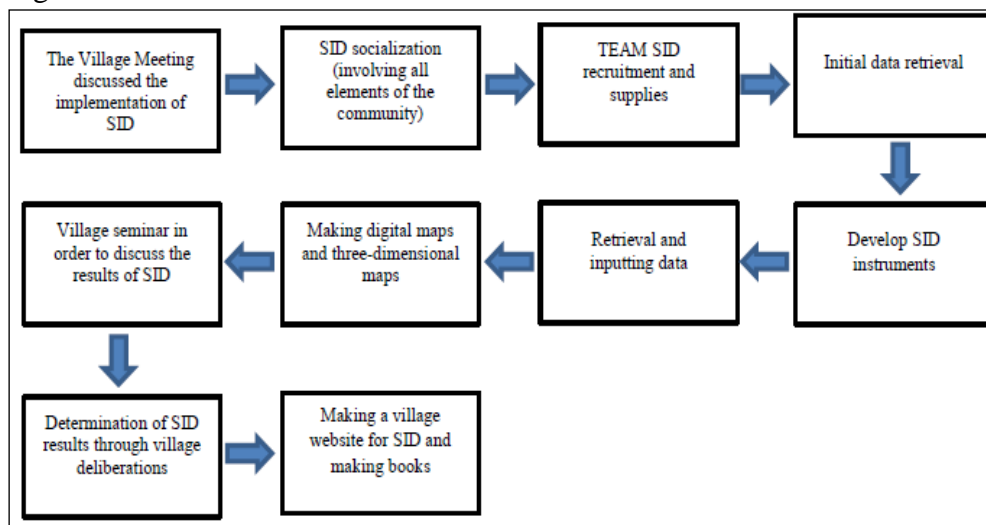 The Village Meeting
discussed the
implementation of
SID
SID socialization
(involving all
elements of the
community)
TEAM SID
recruitment and
supplies
Initial data retrieval
Develop SID
instruments
Retrieval and
inputting data
Making digital maps
and three-dimensional
maps
Village seminar in
order to discuss the
results of SID
Determination of SID
results through village
deliberations
Making a village
website for SID and
making books